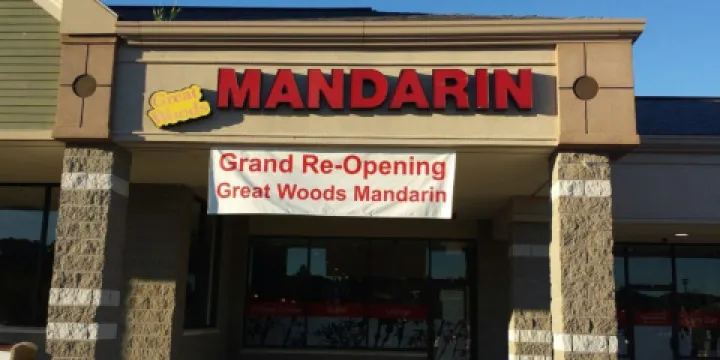 Great
Woods
MANDARIN
Grand Re-Opening
Great Woods Mandarin